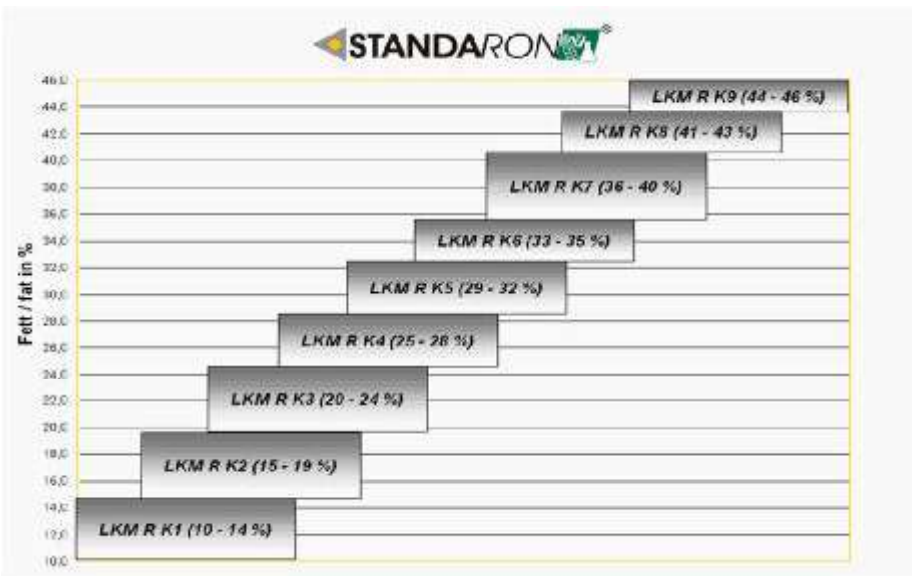 STANDARON
®
46,0
LKM R K9 (44 - 46 %)
44,0
LKM R K8 (41 - 43 %)
42,0
40,0
LKM R K7 (36 - 40 %)
38,0
36,0
LKM R K6 (33 - 35 %)
34,0
32,0
LKM R K5 (29 - 32 %)
30,0
28,0
LKM R K4 (25 - 28 %)
26,0
24,0
LKM R K3 (20 - 24 %)
22,0
20,0
18,0
LKM R K2 (15 - 19 %)
16,0
14,0
LKM R K1 (10 - 14 %)
12,0
10,0
Fett / fat in %